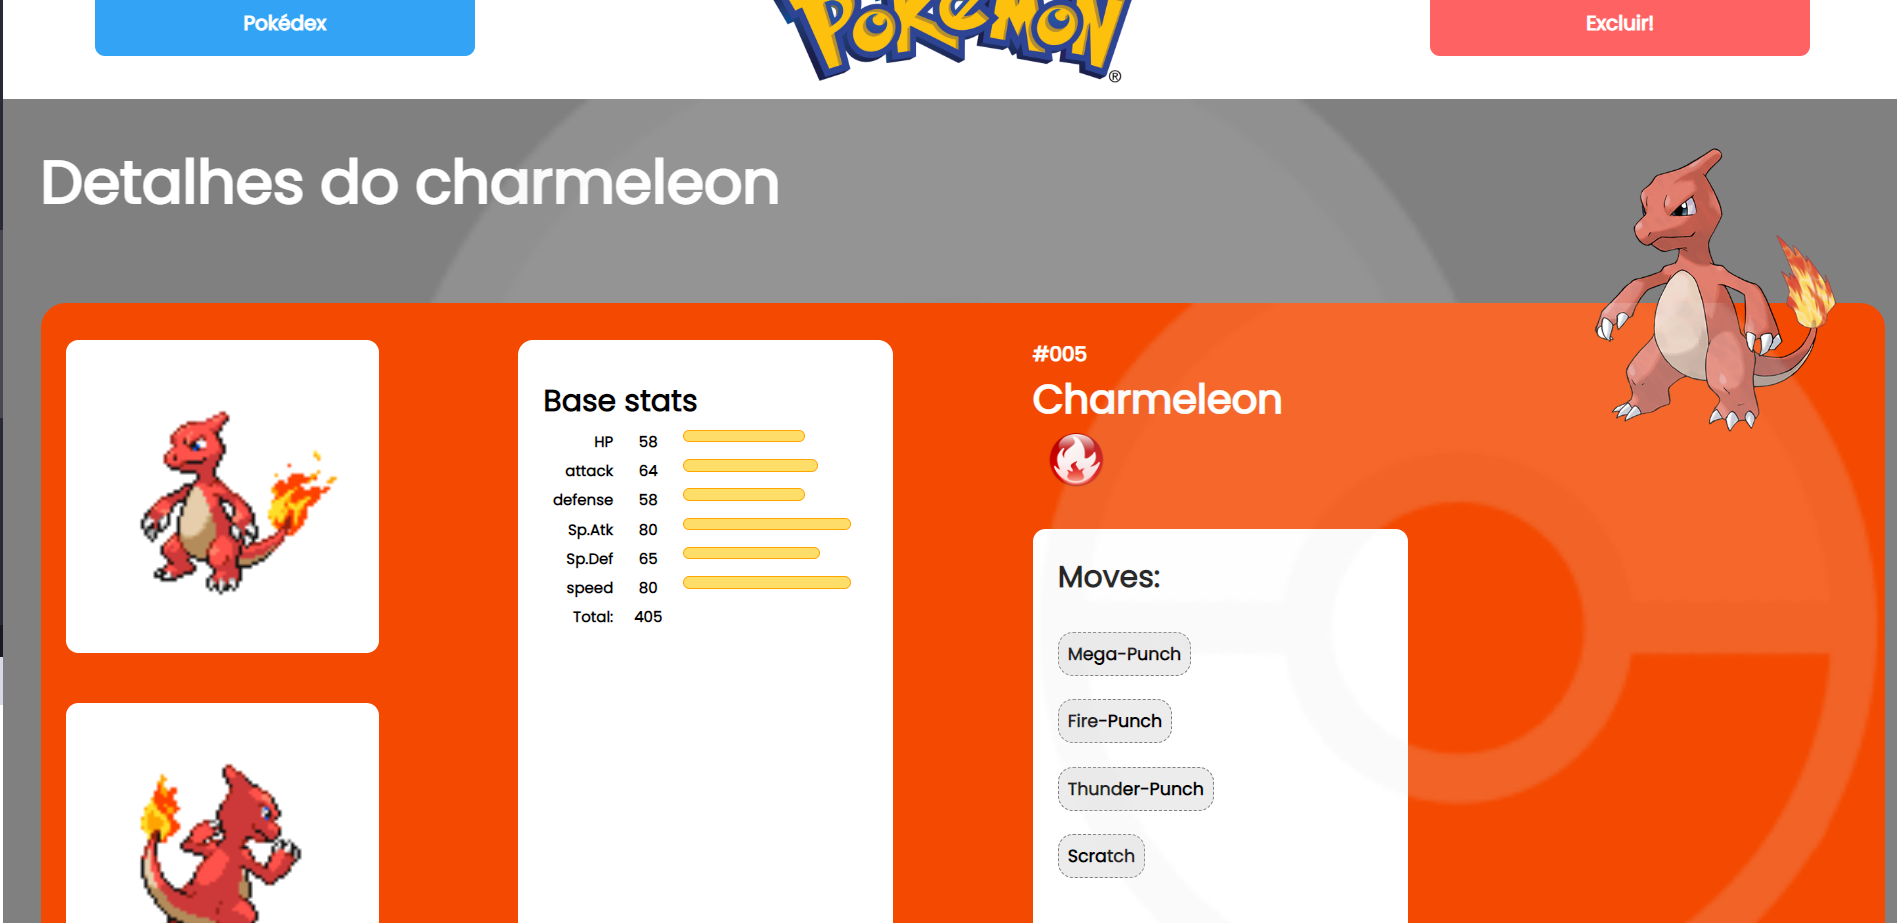 Pokédex
POKéMON
®
Excluir!
Detalhes do charmeleon
Base stats
HP 58
attack 64
defense 58
Sp.Atk 80
Sp.Def 65
speed 80
Total: 405
#005
Charmeleon
Moves:
Mega-Punch
Fire-Punch
Thunder-Punch
Scratch